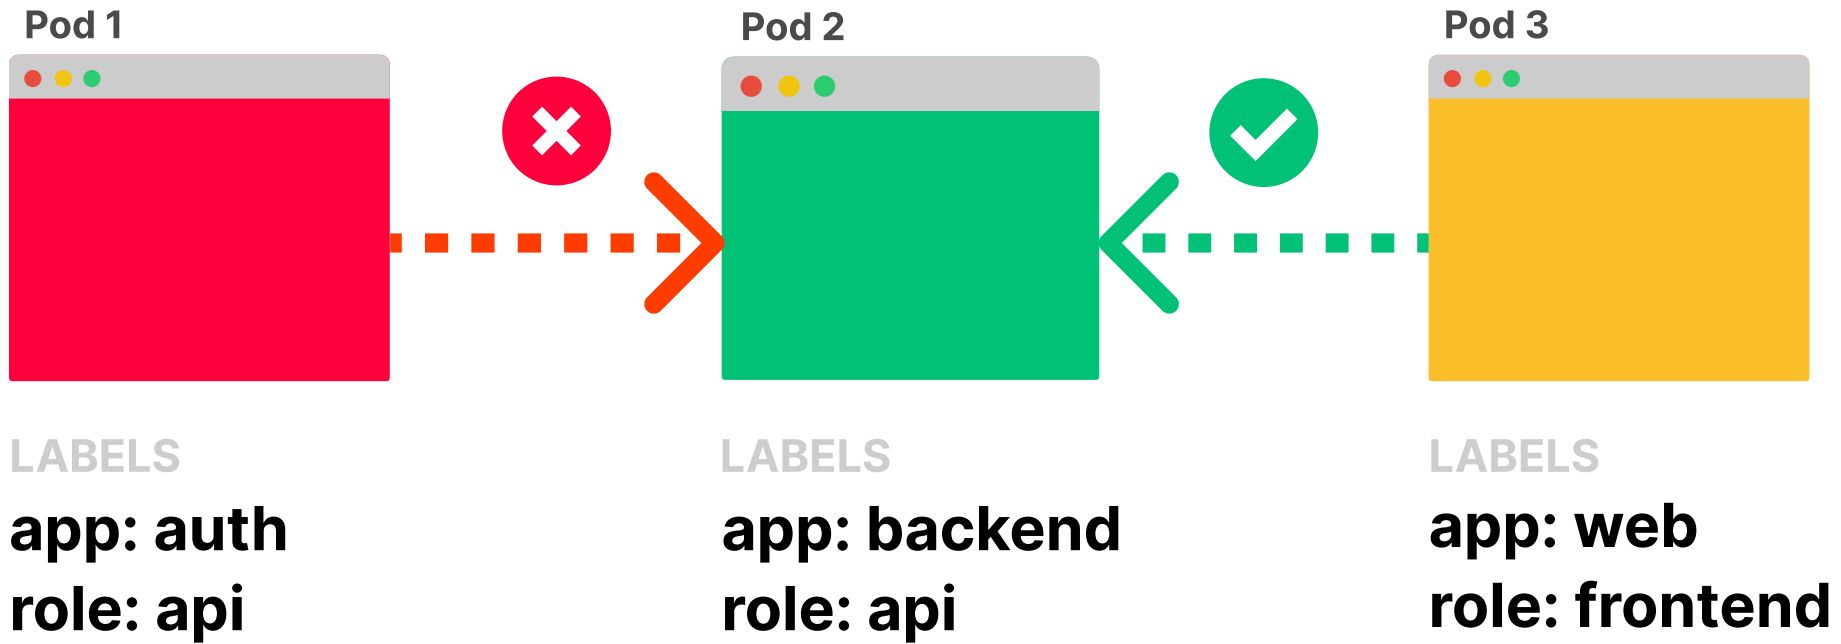 Pod 1
Pod 2
Pod 3
LABELS
app: auth
role: api
LABELS
app: backend
role: api
LABELS
app: web
role: frontend